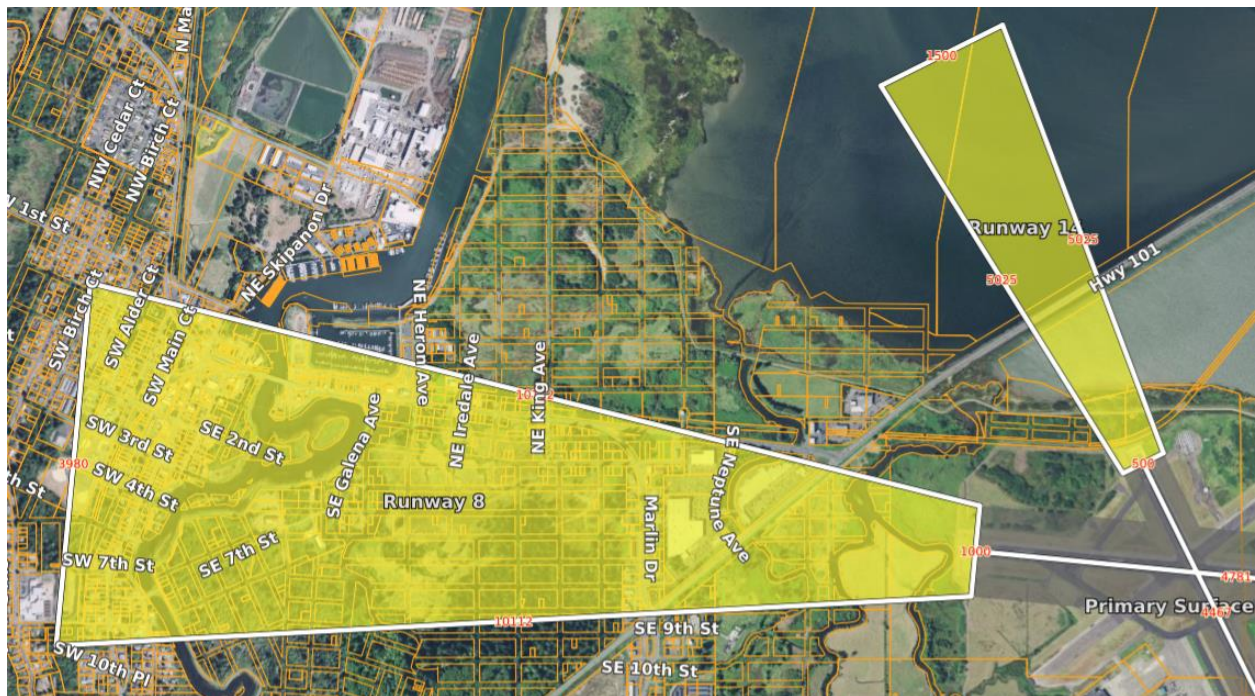 N Ma
NW Cedar Ct
NW Birch Ct
W 1st St
NE Skipanon Dr
1500
Runway 14
5025
5025
Hwy 101
SW Birch Ct
SW Alder Ct
SW Main Ct
NE Heron Ave
NE Iredale Ave
NE King Ave
SW 3rd St
SE 2nd St
SE Galena Ave
3980
SW 4th St
th St
Runway 8
SE Neptune Ave
Marlin Dr
500
1000
4781
4467
Primary Surface
SW 7th St
SE 7th St
10112
SE 9th St
SW 10th Pl
SE 10th St